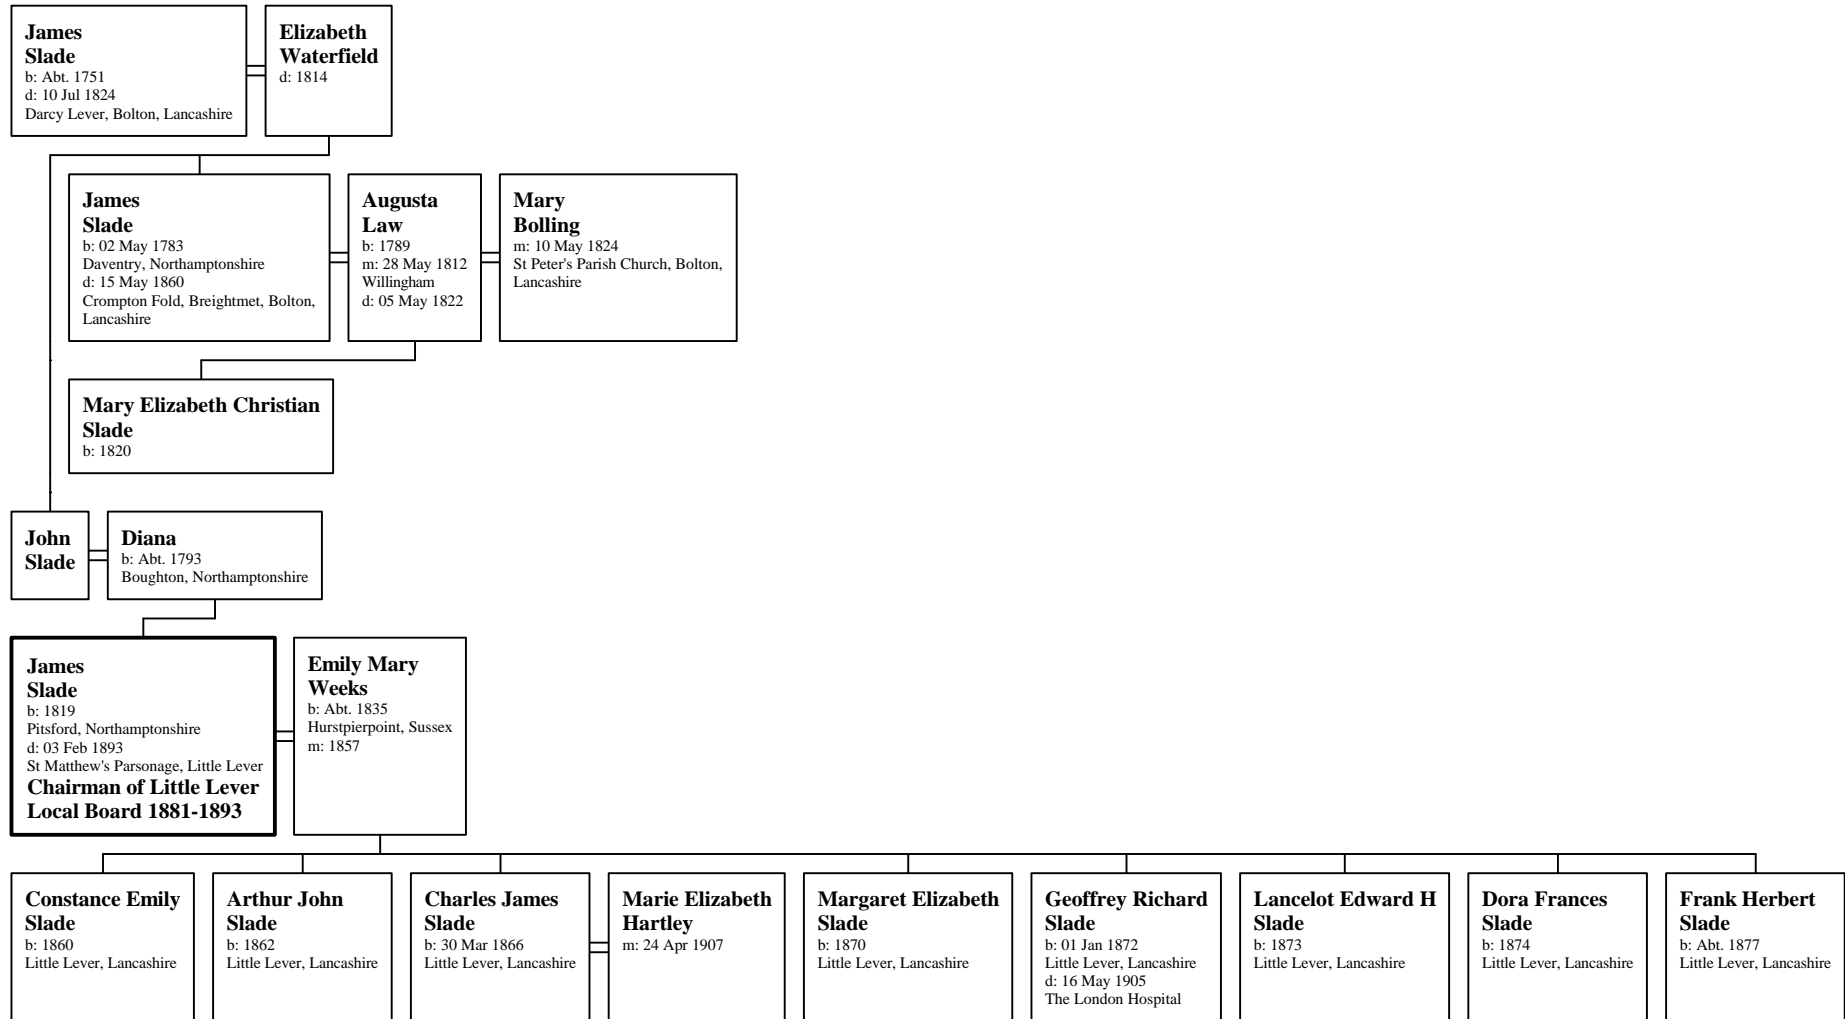 James
Slade
b: Abt. 1751
d: 10 Jul 1824
Darcy Lever, Bolton, Lancashire
Elizabeth
Waterfield
d: 1814
James
Slade
b: 02 May 1783
Daventry, Northamptonshire
d: 15 May 1860
Crompton Fold, Breightmet, Bolton,
Lancashire
Augusta
Law
b: 1789
m: 28 May 1812
Willingham
d: 05 May 1822
Mary
Bolling
m: 10 May 1824
St Peter's Parish Church, Bolton,
Lancashire
Mary Elizabeth Christian
Slade
b: 1820
John
Slade
Diana
b: Abt. 1793
Boughton, Northamptonshire
James
Slade
b: 1819
Pitsford, Northamptonshire
d: 03 Feb 1893
St Matthew's Parsonage, Little Lever
Chairman of Little Lever
Local Board 1881-1893
Emily Mary
Weeks
b: Abt. 1835
Hurstpierpoint, Sussex
m: 1857
Constance Emily
Slade
b: 1860
Little Lever, Lancashire
Arthur John
Slade
b: 1862
Little Lever, Lancashire
Charles James
Slade
b: 30 Mar 1866
Little Lever, Lancashire
Marie Elizabeth
Hartley
m: 24 Apr 1907
Margaret Elizabeth
Slade
b: 1870
Little Lever, Lancashire
Geoffrey Richard
Slade
b: 01 Jan 1872
Little Lever, Lancashire
d: 16 May 1905
The London Hospital
Lancelot Edward H
Slade
b: 1873
Little Lever, Lancashire
Dora Frances
Slade
b: 1874
Little Lever, Lancashire
Frank Herbert
Slade
b: Abt. 1877
Little Lever, Lancashire